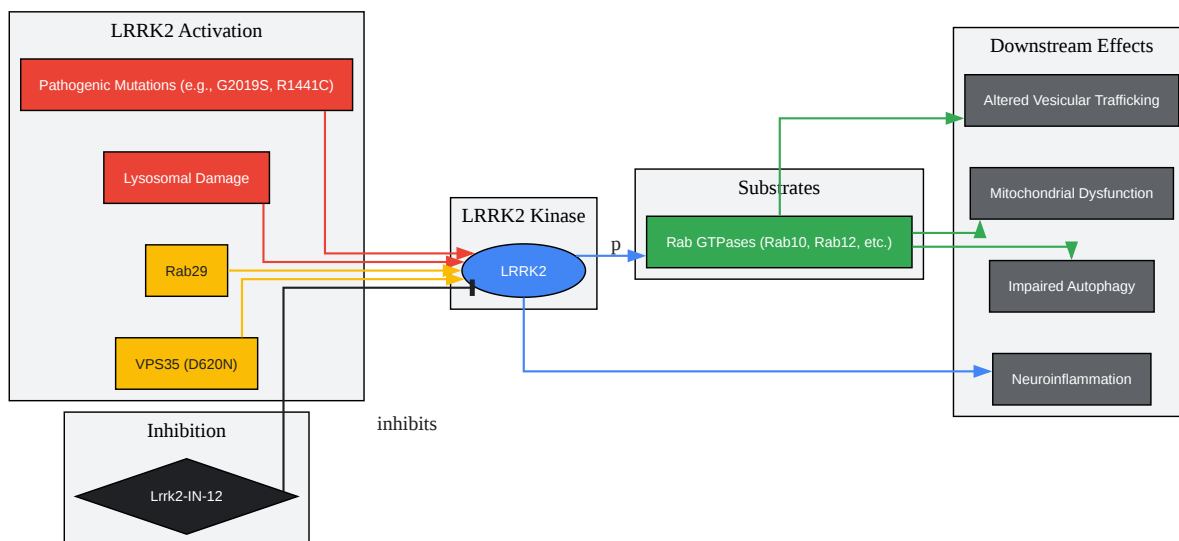 LRRK2 Activation
Pathogenic Mutations (e.g., G2019S, R1441C)
Lysosomal Damage
Rab29
VPS35 (D620N)
Inhibition
Lrrk2-IN-12
inhibits
LRRK2 Kinase
LRRK2
p
Substrates
Rab GTPases (Rab10, Rab12, etc.)
Downstream Effects
Altered Vesicular Trafficking
Mitochondrial Dysfunction
Impaired Autophagy
Neuroinflammation